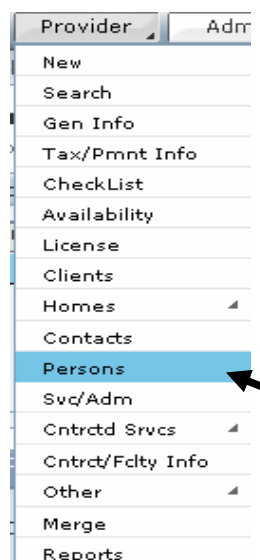 Provider Adm
New
Search
Gen Info
Tax/Pmnt Info
CheckList
Availability
License
Clients
Homes
Contacts
Persons
Svc/Adm
Cntrctd Srvcs
Cntrct/Fclty Info
Other
Merge
Reports